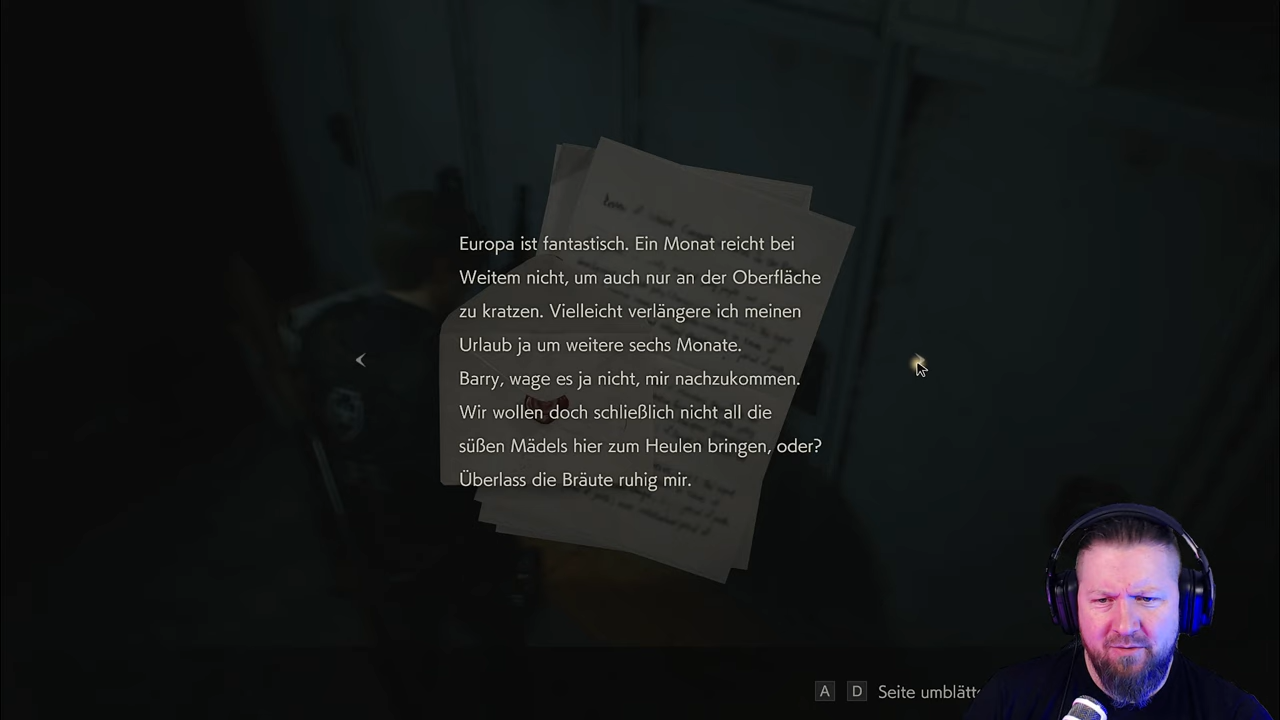 Europa ist fantastisch. Ein Monat reicht bei
Weitem nicht, um auch nur an der Oberfläche
zu kratzen. Vielleicht verlängere ich meinen
Urlaub ja um weitere sechs Monate.
Barry, wage es ja nicht, mir nachzukommen.
Wir wollen doch schließlich nicht all die
süßen Mädels hier zum Heulen bringen, oder?
Überlass die Bräute ruhig mir.
A D Seite umblätt